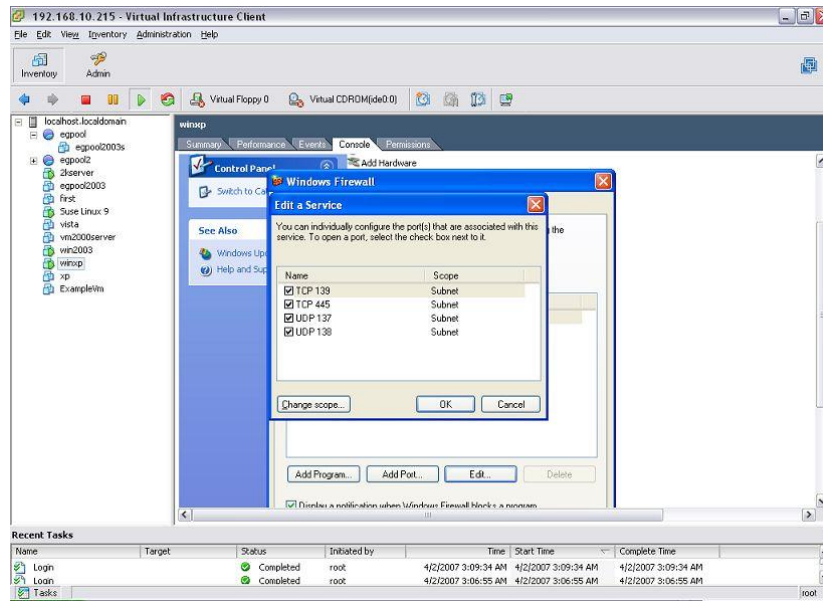 192.168.10.215 - Virtual Infrastructure Client
File Edit View Inventory Administration Help
Inventory Admin
Virtual Floppy 0 Virtual CDROM(ide0:0)
localhost.localdomain
egpool
egpool2003s
egpool2
2kserver
egpool2003
first
Suse Linux 9
vista
vm2000server
win2003
winxp
xp
ExampleVm
winxp
Summary Performance Events Console Permissions
Control Panel
Add Hardware
Switch to Ca
See Also
Windows Upd
Help and Sup
Windows Firewall
the
Edit a Service
You can individually configure the port(s) that are associated with this
service. To open a port, select the check box next to it.
Name Scope
TCP 139 Subnet
TCP 445 Subnet
UDP 137 Subnet
UDP 138 Subnet
Change scope... OK Cancel
Add Program... Add Port... Edit... Delete
Display a notification when Windows Firewall blocks a program
Recent Tasks
Name Target Status Initiated by Time Start Time Complete Time
Login Completed root 4/2/2007 3:09:34 AM 4/2/2007 3:09:34 AM 4/2/2007 3:09:34 AM
Login Completed root 4/2/2007 3:06:55 AM 4/2/2007 3:06:55 AM 4/2/2007 3:06:55 AM
Tasks root